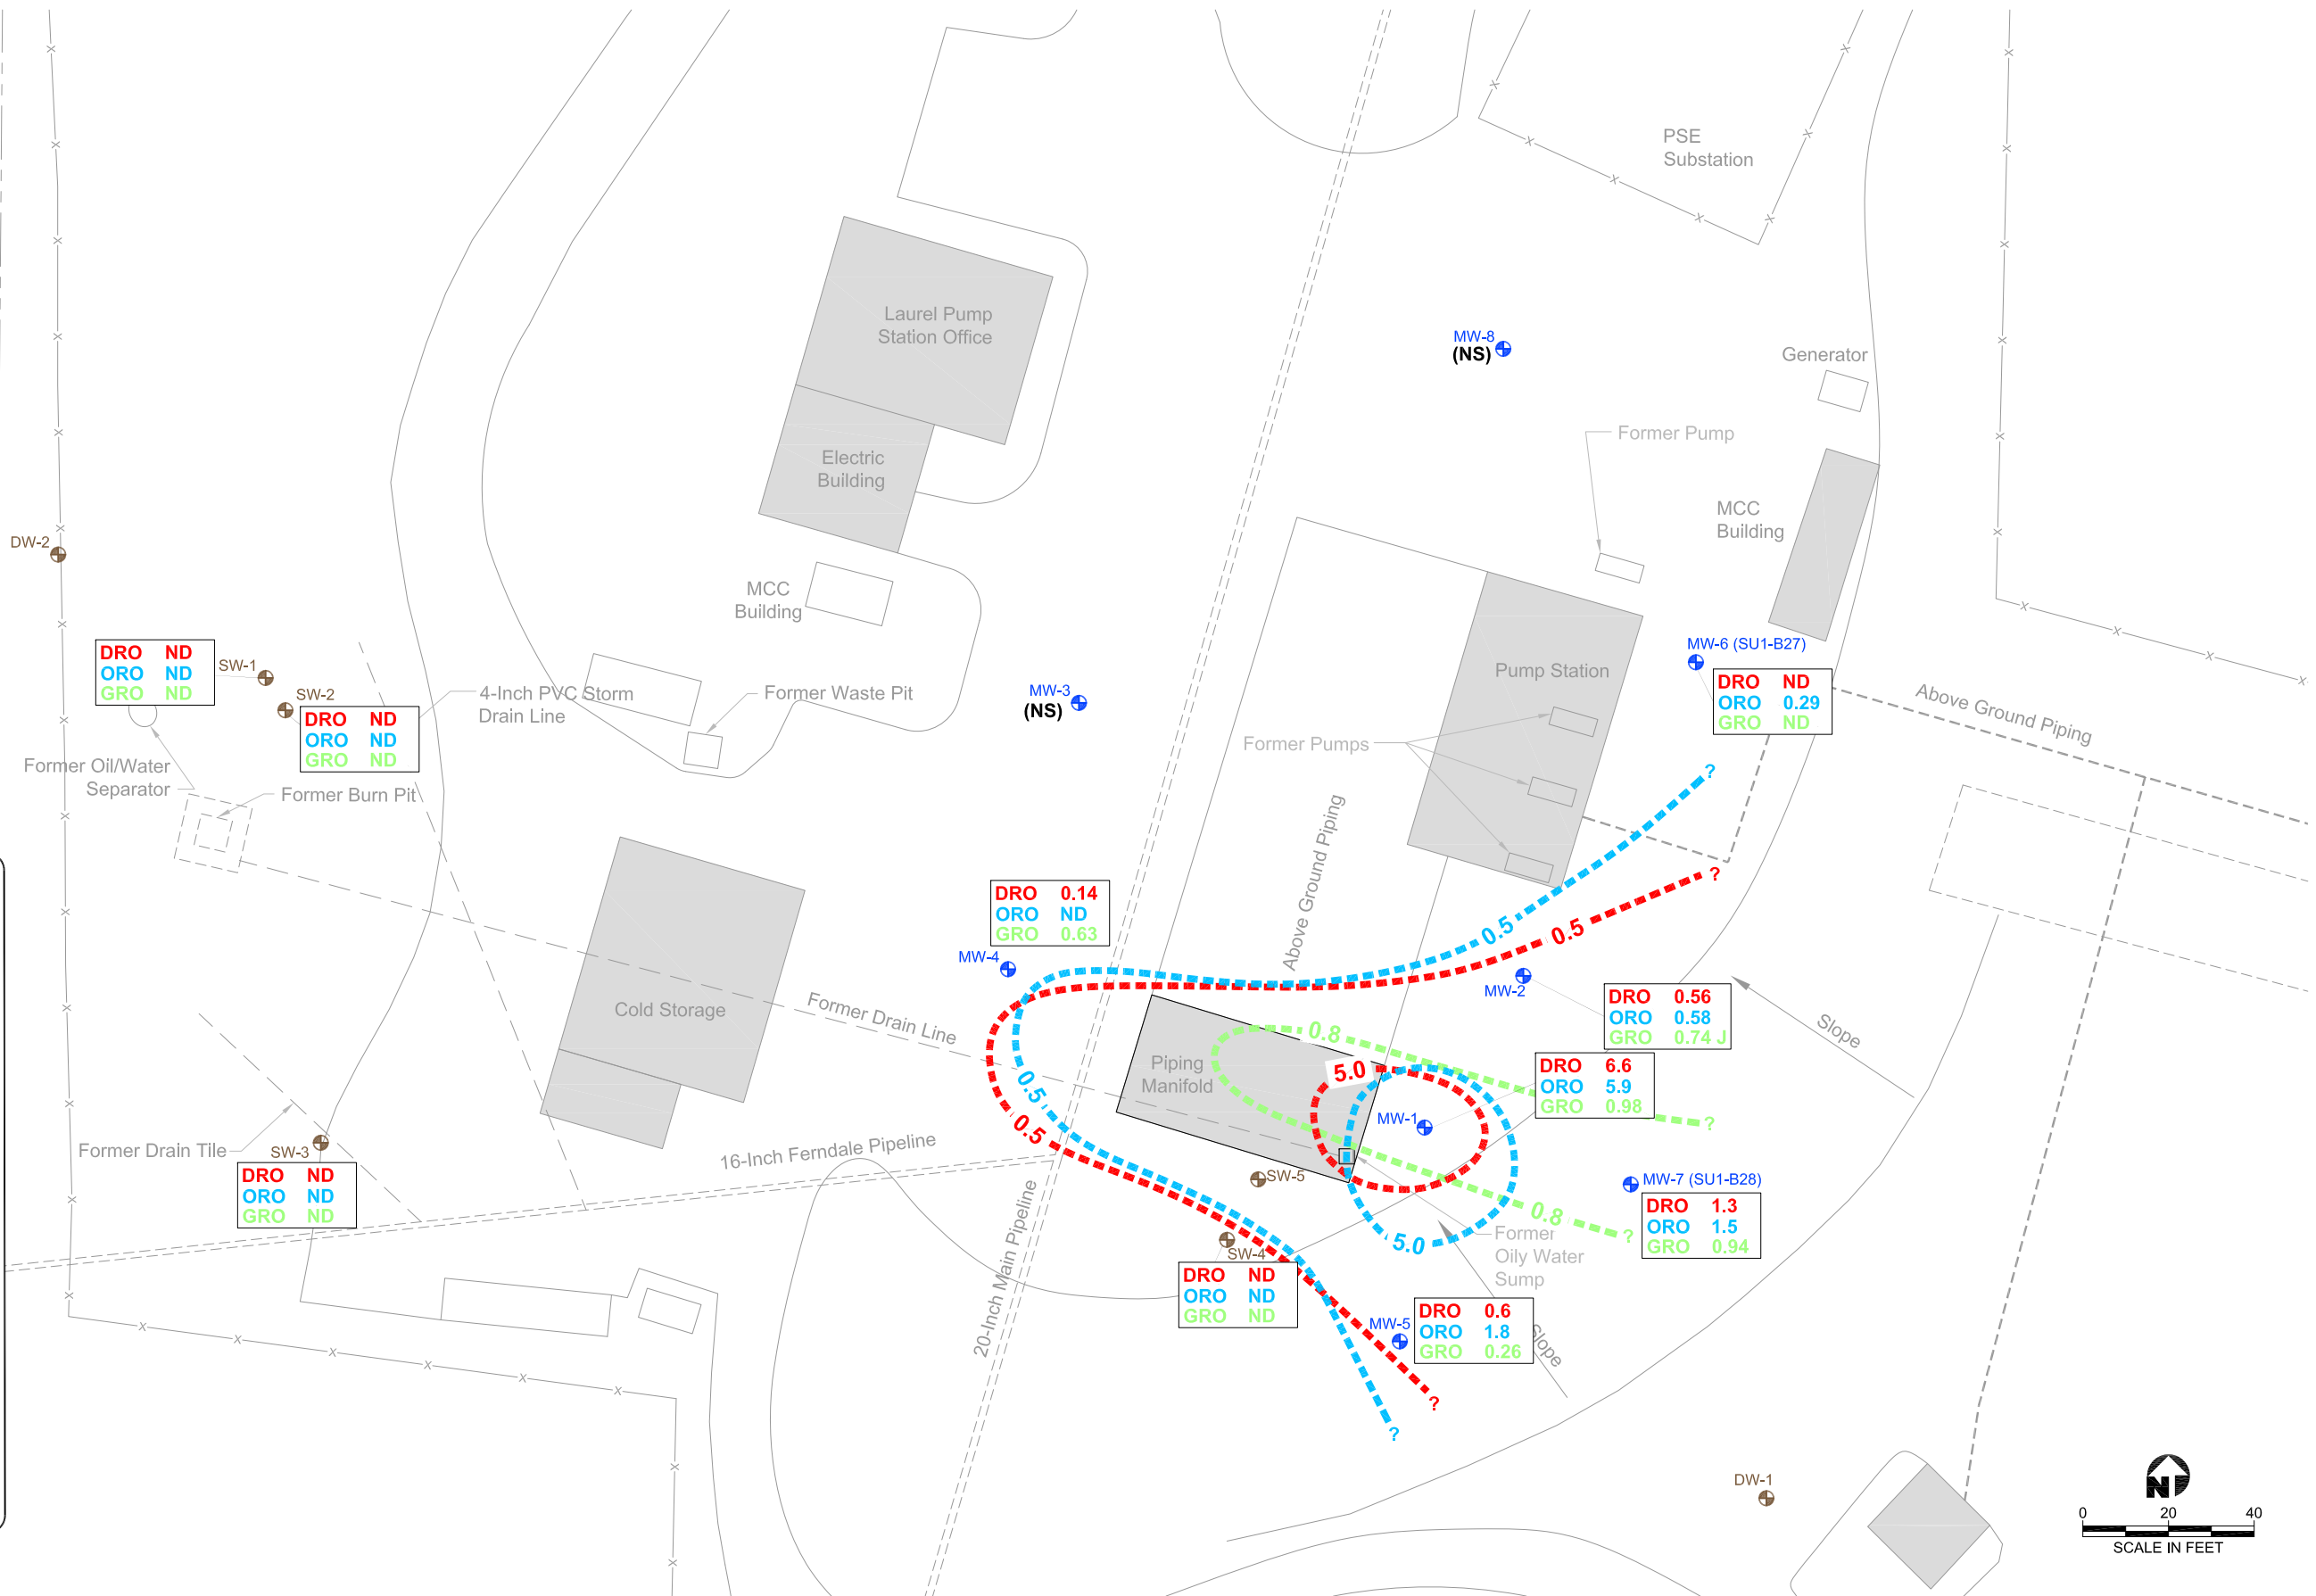 PSE
Substation
Laurel Pump
Station Office
MW-8
(NS)
Generator
Former Pump
Electric
Building
MCC
Building
DW-2
MCC
Building
MW-6 (SU1-B27)
DRO ND
ORO 0.29
GRO ND
Pump Station
DRO ND
ORO ND
GRO ND
SW-1
SW-2
DRO ND
ORO ND
GRO ND
4-Inch PVC Storm
Drain Line
Former Waste Pit
MW-3
(NS)
Above Ground Piping
Former Pumps
Former Oil/Water
Separator
Former Burn Pit
?
Above Ground Piping
?
DRO 0.14
ORO ND
GRO 0.63
MW-4
0.5
0.5
MW-2
DRO 0.56
ORO 0.58
GRO 0.74 J
Slope
Cold Storage
Former Drain Line
0.8
Piping
Manifold
5.0
DRO 6.6
ORO 5.9
GRO 0.98
MW-1
?
0.5
0.5
Former Drain Tile
SW-3
DRO ND
ORO ND
GRO ND
16-Inch Ferndale Pipeline
SW-5
MW-7 (SU1-B28)
DRO 1.3
ORO 1.5
GRO 0.94
0.8
?
5.0
Former
Oily Water
Sump
SW-4
DRO ND
ORO ND
GRO ND
20-Inch Main Pipeline
MW-5
DRO 0.6
ORO 1.8
GRO 0.26
Slope
?
?
DW-1
N
0 20 40
SCALE IN FEET